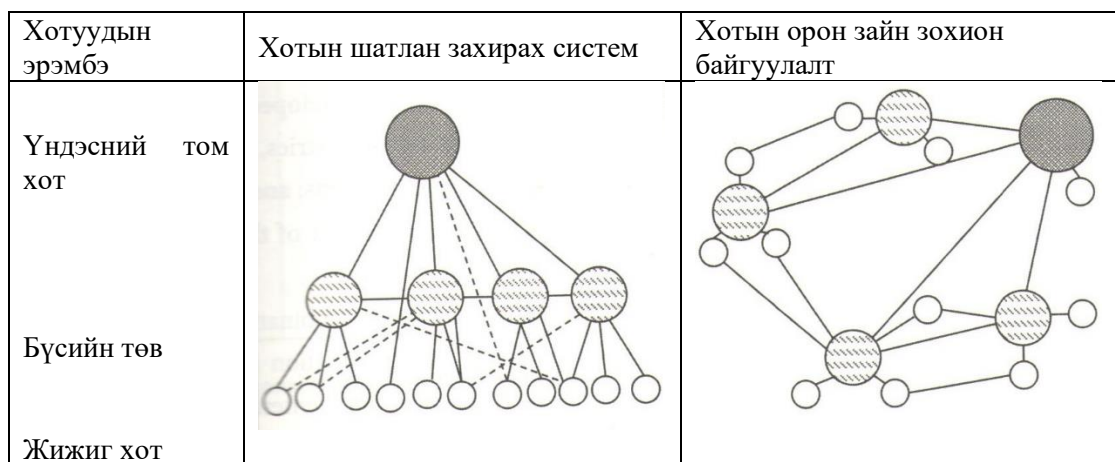 Хотуудын
эрэмбэ
Хотын шатлан захирах систем
Хотын орон зайн зохион
байгуулалт
Үндэсний том
хот
Бүсийн төв
Жижиг хот